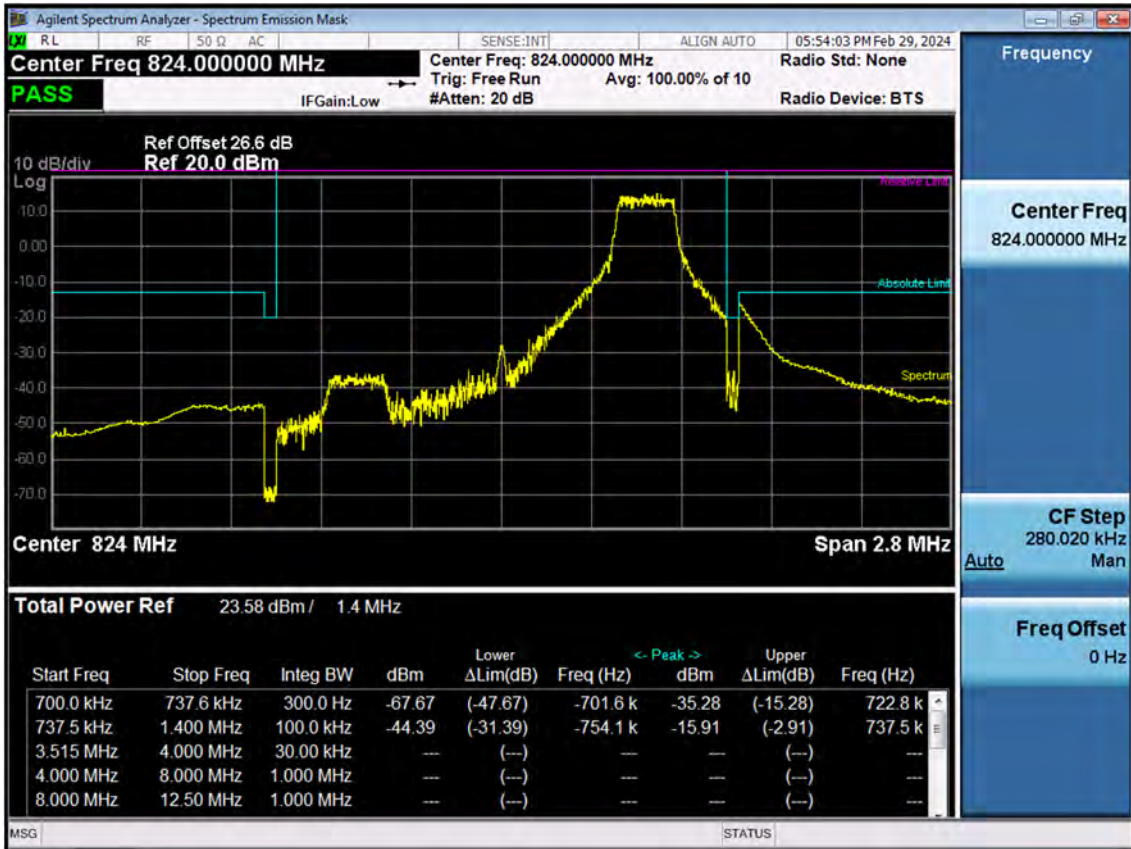 Agilent Spectrum Analyzer - Spectrum Emission Mask
LXI RL RF 50 Ω AC SENSE:INT ALIGN AUTO 05:54:03 PM Feb 29, 2024
Center Freq 824.000000 MHz Center Freq: 824.000000 MHz Radio Std: None
Trig: Free Run Avg: 100.00% of 10
PASS IFGain:Low #Atten: 20 dB Radio Device: BTS
Ref Offset 26.6 dB
10 dB/div Ref 20.0 dBm
Log
Relative Limit
10.0
0.00
-10.0
Absolute Limit
-20.0
-30.0
Spectrum
-40.0
-50.0
-60.0
-70.0
Center 824 MHz Span 2.8 MHz
Total Power Ref 23.58 dBm / 1.4 MHz
Lower <- Peak -> Upper
Start Freq Stop Freq Integ BW dBm ΔLim(dB) Freq (Hz) dBm ΔLim(dB) Freq (Hz)
700.0 kHz 737.6 kHz 300.0 Hz -67.67 (-47.67) -701.6 k -35.28 (-15.28) 722.8 k
737.5 kHz 1.400 MHz 100.0 kHz -44.39 (-31.39) -754.1 k -15.91 (-2.91) 737.5 k
3.515 MHz 4.000 MHz 30.00 kHz --- (---) --- --- (---) ---
4.000 MHz 8.000 MHz 1.000 MHz --- (---) --- --- (---) ---
8.000 MHz 12.50 MHz 1.000 MHz --- (---) --- --- (---) ---
MSG STATUS
Frequency
Center Freq
824.000000 MHz
CF Step
280.020 kHz
Auto Man
Freq Offset
0 Hz